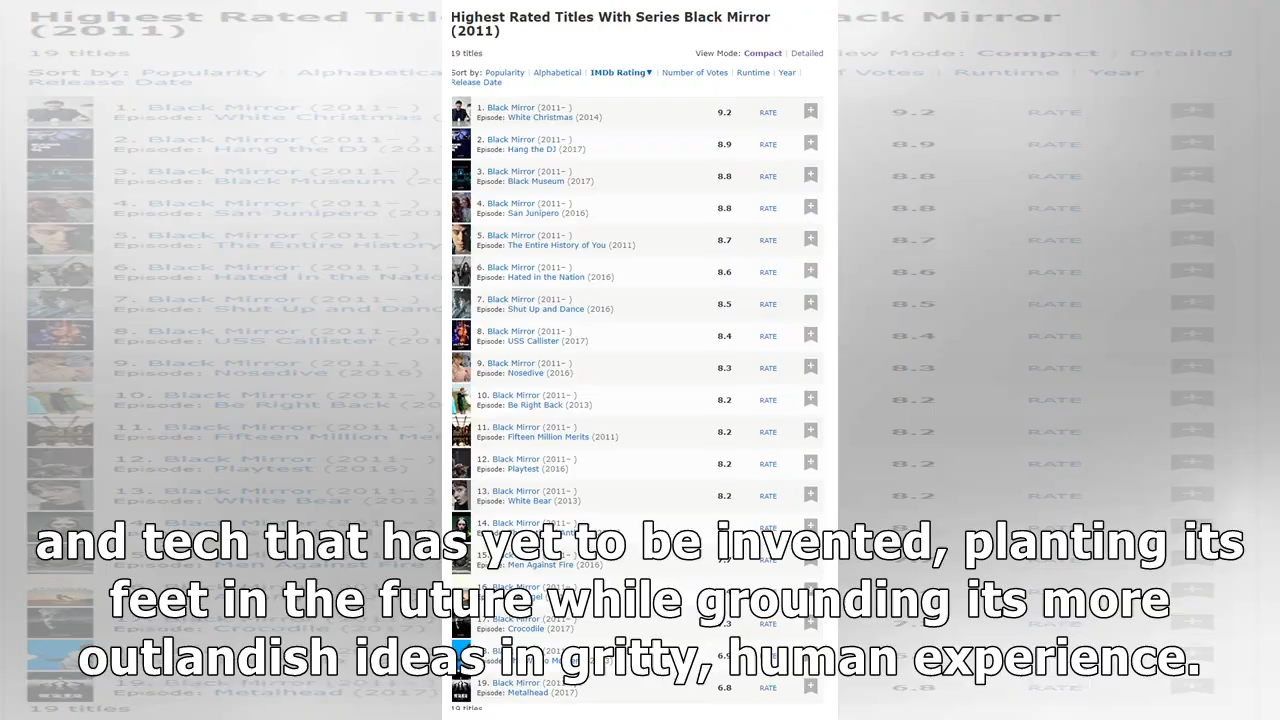 Highest Rated Titles With Series Black Mirror
(2011)
19 titles
View Mode: Compact | Detailed
Sort by: Popularity | Alphabetical | IMDb Rating▼ | Number of Votes | Runtime | Year |
Release Date
1. Black Mirror (2011– )
Episode: White Christmas (2014)
9.2 RATE
2. Black Mirror (2011– )
Episode: Hang the DJ (2017)
8.9 RATE
3. Black Mirror (2011– )
Episode: Black Museum (2017)
8.8 RATE
4. Black Mirror (2011– )
Episode: San Junipero (2016)
8.8 RATE
5. Black Mirror (2011– )
Episode: The Entire History of You (2011)
8.7 RATE
6. Black Mirror (2011– )
Episode: Hated in the Nation (2016)
8.6 RATE
7. Black Mirror (2011– )
Episode: Shut Up and Dance (2016)
8.5 RATE
8. Black Mirror (2011– )
Episode: USS Callister (2017)
8.4 RATE
9. Black Mirror (2011– )
Episode: Nosedive (2016)
8.3 RATE
10. Black Mirror (2011– )
Episode: Be Right Back (2013)
8.2 RATE
11. Black Mirror (2011– )
Episode: Fifteen Million Merits (2011)
8.2 RATE
12. Black Mirror (2011– )
Episode: Playtest (2016)
8.2 RATE
13. Black Mirror (2011– )
Episode: White Bear (2013)
8.2 RATE
14. Black Mirror
and tech that has yet to be invented, planting its
Men Against Fire (2016)
feet in the future while grounding its more
Crocodile (2017)
outlandish ideas in gritty, human experience.
19. Black Mirror
Episode: Metalhead (2017)
6.8 RATE
19 titles